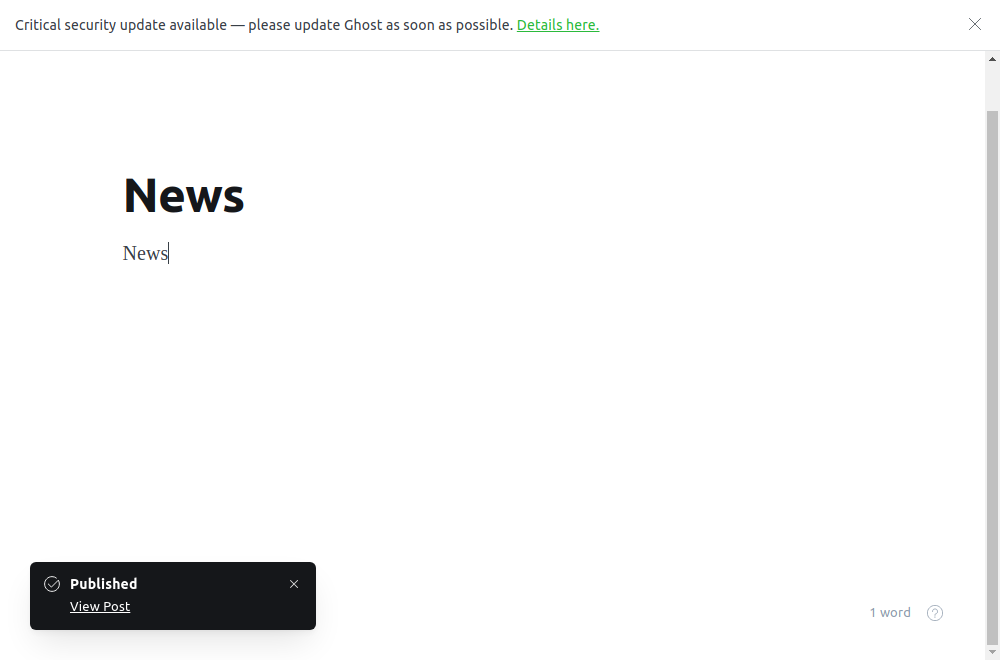 Critical security update available — please update Ghost as soon as possible. Details here.
News
News
Published
View Post
1 word
?